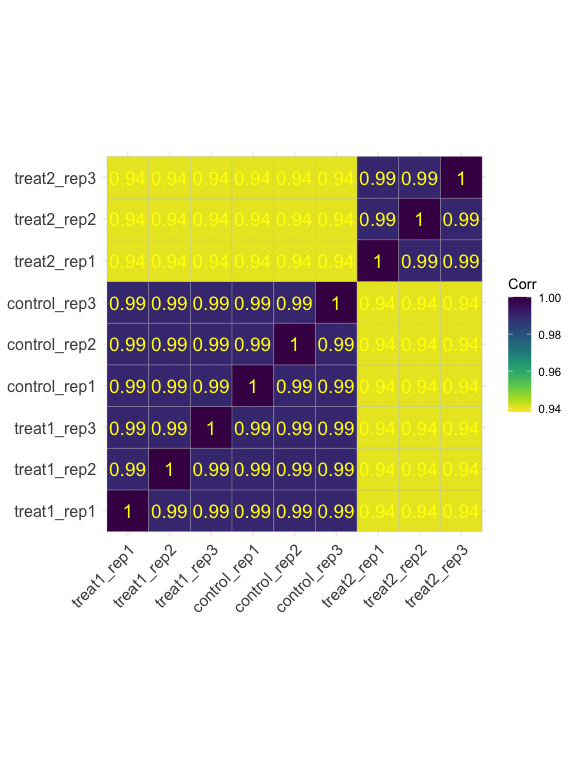 treat2_rep3 0.94 0.94 0.94 0.94 0.94 0.94 0.99 0.99 1
treat2_rep2 0.94 0.94 0.94 0.94 0.94 0.94 0.99 1 0.99
treat2_rep1 0.94 0.94 0.94 0.94 0.94 0.94 1 0.99 0.99
control_rep3 0.99 0.99 0.99 0.99 0.99 1 0.94 0.94 0.94
control_rep2 0.99 0.99 0.99 0.99 1 0.99 0.94 0.94 0.94
control_rep1 0.99 0.99 0.99 1 0.99 0.99 0.94 0.94 0.94
treat1_rep3 0.99 0.99 1 0.99 0.99 0.99 0.94 0.94 0.94
treat1_rep2 0.99 1 0.99 0.99 0.99 0.99 0.94 0.94 0.94
treat1_rep1 1 0.99 0.99 0.99 0.99 0.99 0.94 0.94 0.94
treat1_rep1
treat1_rep2
treat1_rep3
control_rep1
control_rep2
control_rep3
treat2_rep1
treat2_rep2
treat2_rep3
Corr
1.00
0.98
0.96
0.94